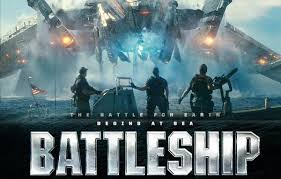 THE BATTLE FOR EARTH
BEGINS AT SEA
BATTLESHIP